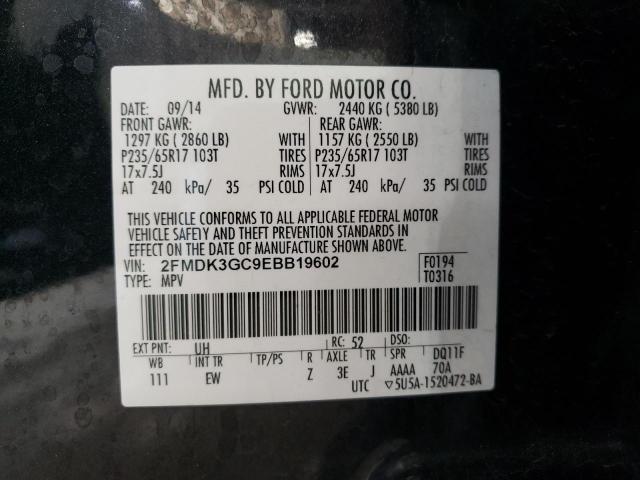 MFD. BY FORD MOTOR CO.
DATE: 09/14 GVWR: 2440 KG ( 5380 LB)
FRONT GAWR: REAR GAWR:
1297 KG ( 2860 LB) WITH 1157 KG ( 2550 LB) WITH
P235/65R17 103T TIRES P235/65R17 103T TIRES
17x7.5J RIMS 17x7.5J RIMS
AT 240 kPa/ 35 PSI COLD AT 240 kPa/ 35 PSI COLD
THIS VEHICLE CONFORMS TO ALL APPLICABLE FEDERAL MOTOR
VEHICLE SAFETY AND THEFT PREVENTION STANDARDS IN
EFFECT ON THE DATE OF MANUFACTURE SHOWN ABOVE.
VIN: 2FMDK3GC9EBB19602 F0194
TYPE: MPV T0316
EXT PNT: UH RC: 52 DSO:
WB INT TR TP/PS R AXLE TR SPR DQ11F
111 EW Z 3E J AAAA 70A
UTC ▽5U5A-1520472-BA